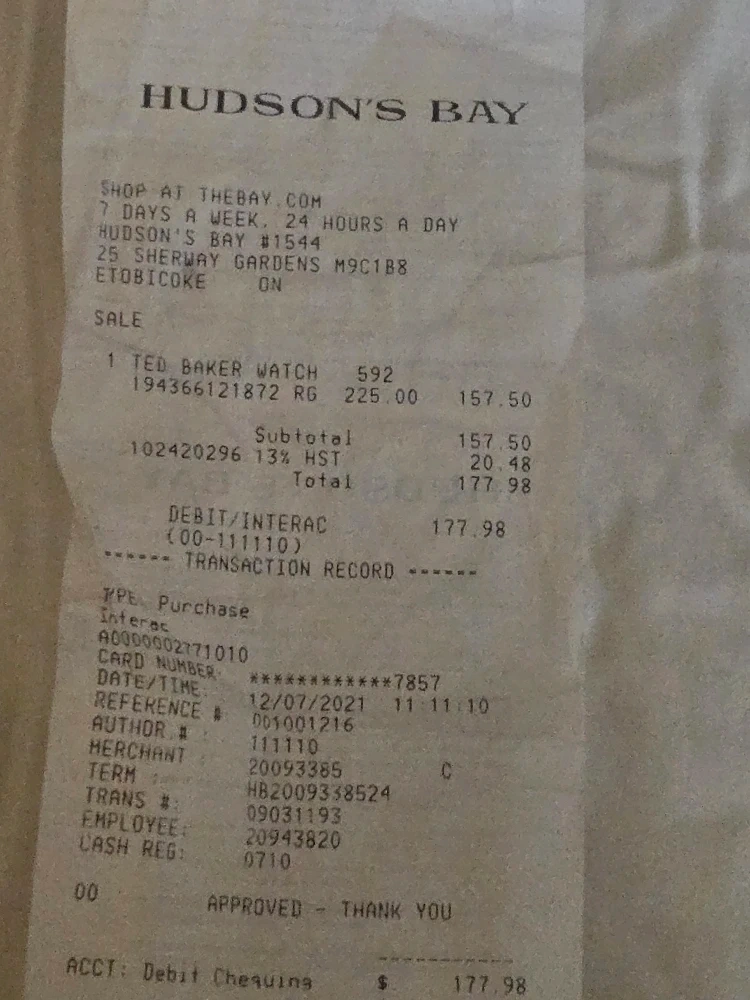 HUDSON'S BAY
SHOP AT THEBAY.COM
7 DAYS A WEEK, 24 HOURS A DAY
HUDSON'S BAY #1544
25 SHERWAY GARDENS M9C1B8
ETOBICOKE ON
SALE
1 TED BAKER WATCH 592
194366121872 RG 225.00 157.50
Subtotal 157.50
102420296 13% HST 20.48
Total 177.98
DEBIT/INTERAC 177.98
(00-111110)
------ TRANSACTION RECORD ------
TYPE: Purchase
Interac
A0000002771010
CARD NUMBER: ************7857
DATE/TIME: 12/07/2021 11:11:10
REFERENCE # 001001216
AUTHOR.# : 111110
MERCHANT : 20093385 C
TERM : HB2009338524
TRANS #: 09031193
EMPLOYEE: 20943820
CASH REG: 0710
00 APPROVED - THANK YOU
-----------
ACCT: Debit Chequing $ 177.98